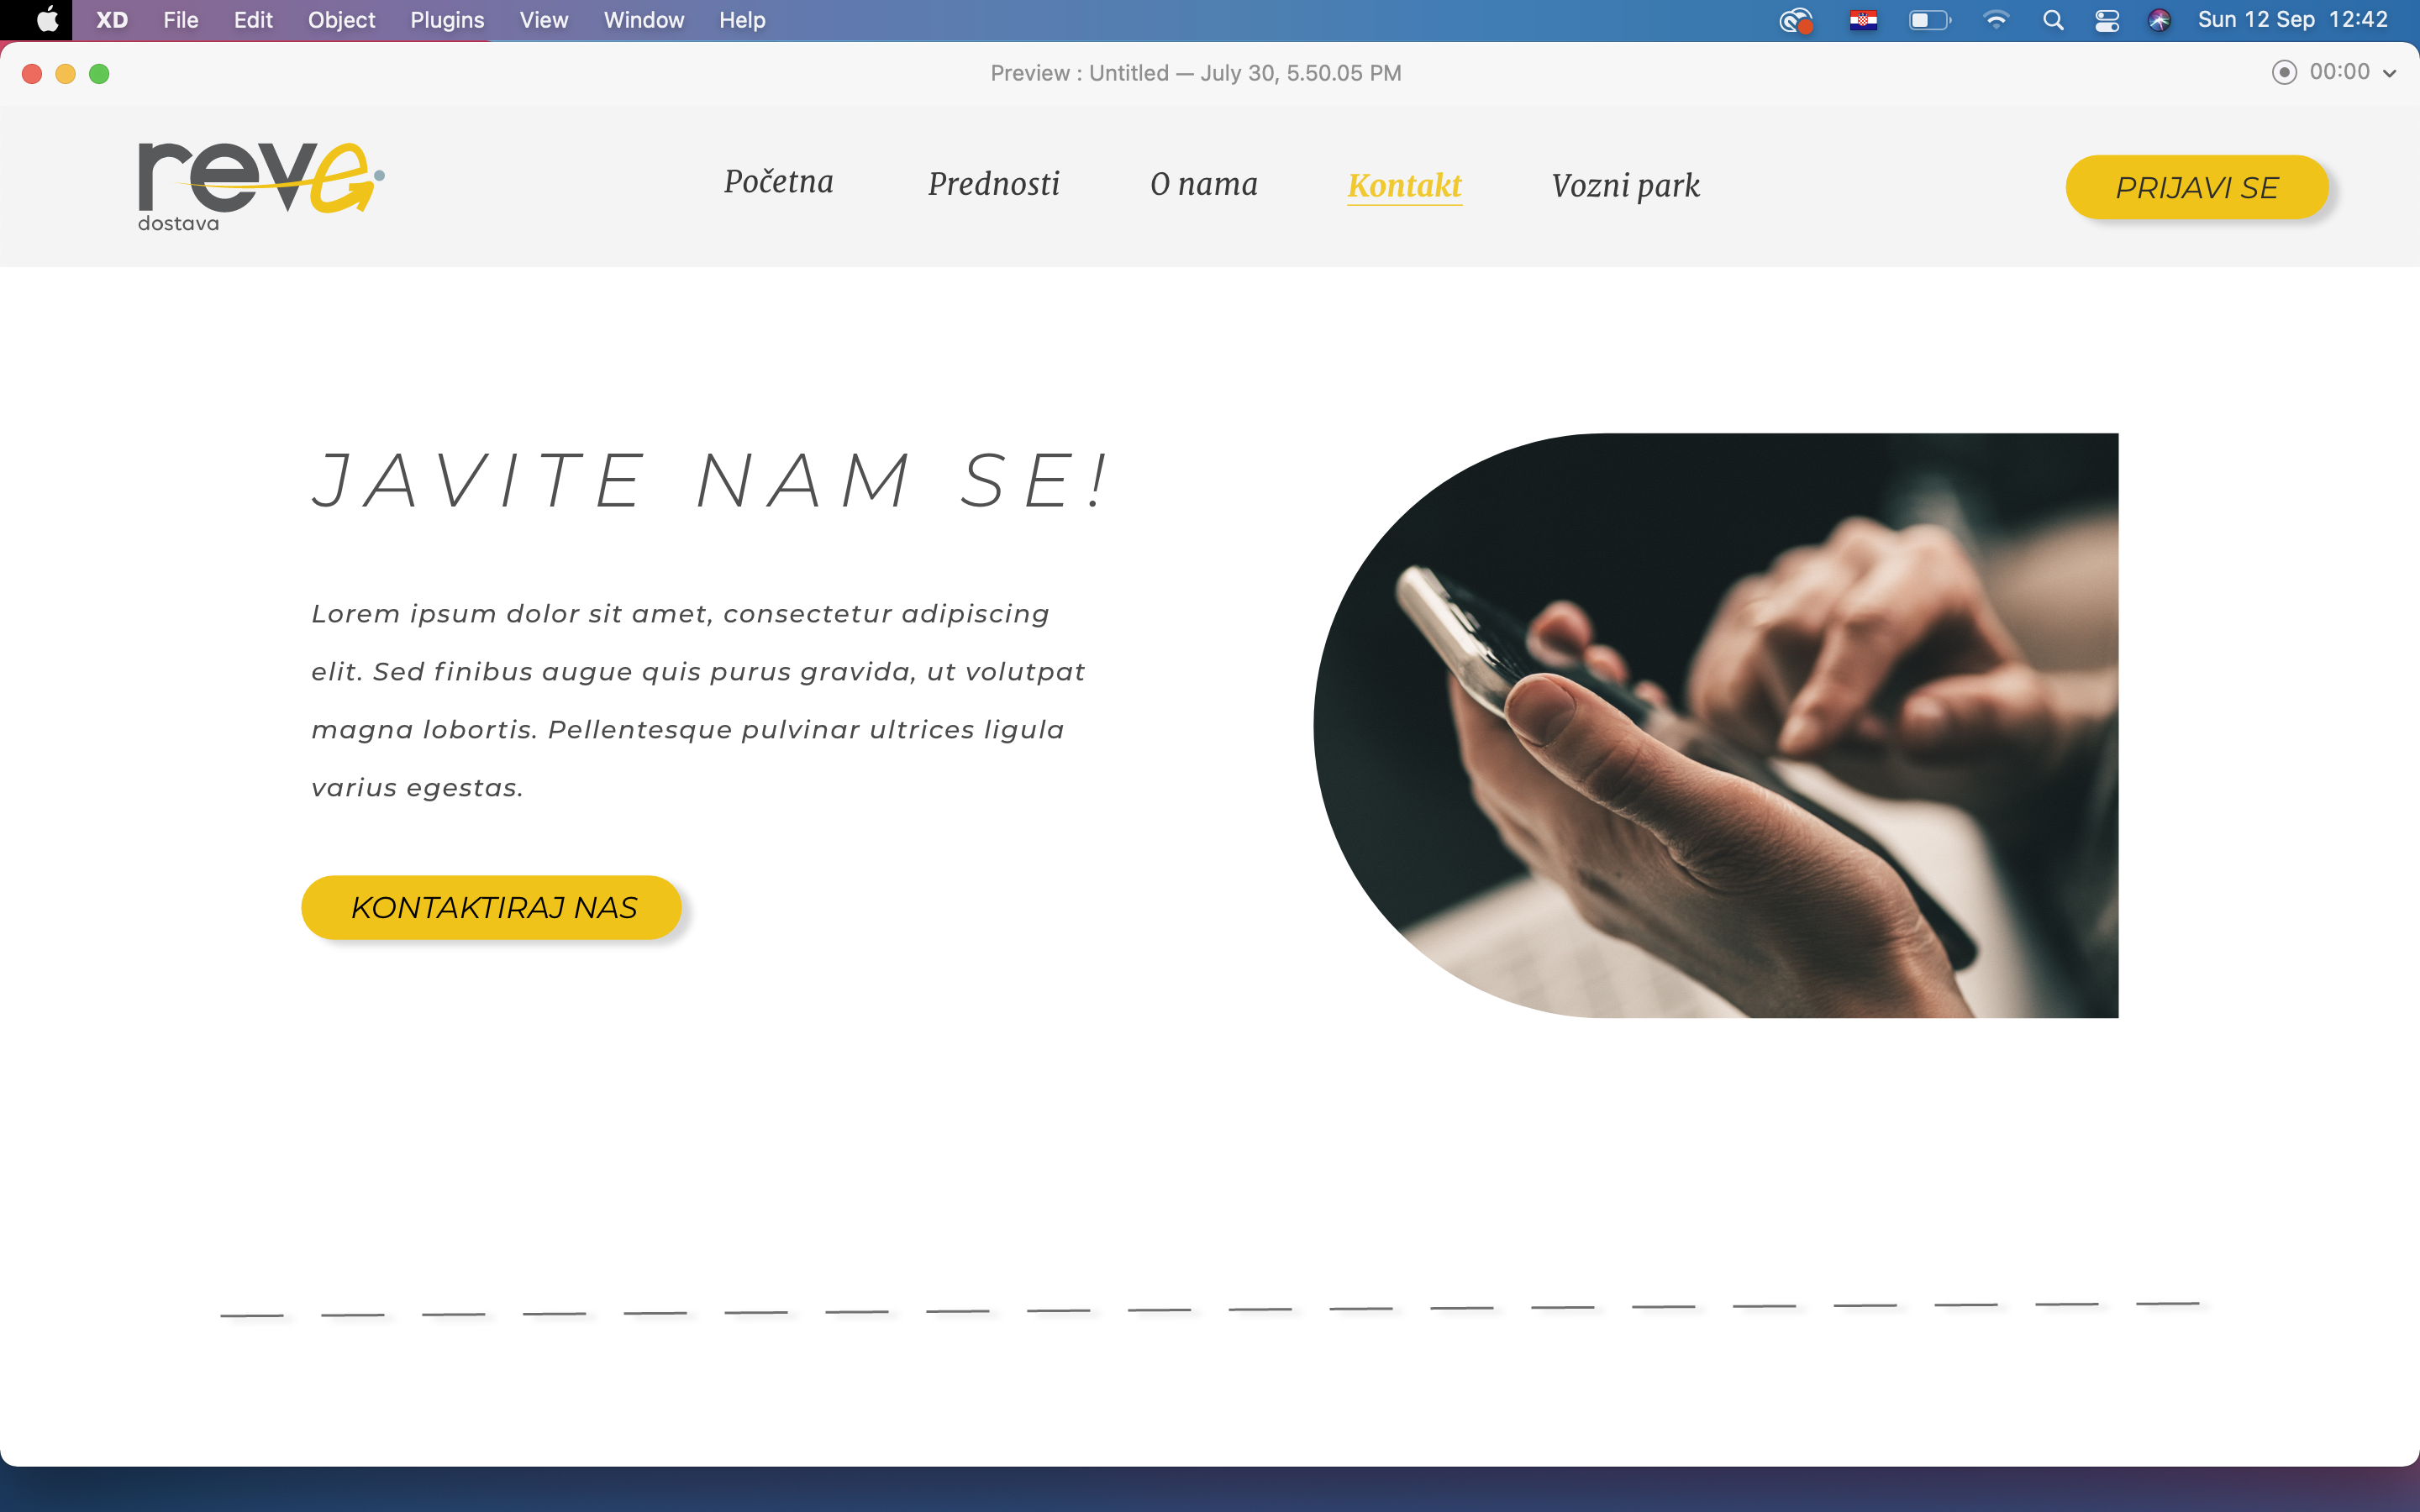 XD File Edit Object Plugins View Window Help Sun 12 Sep 12:42
Preview : Untitled — July 30, 5.50.05 PM 00:00
reve
dostava
Početna Prednosti O nama Kontakt Vozni park PRIJAVI SE
JAVITE NAM SE!
Lorem ipsum dolor sit amet, consectetur adipiscing
elit. Sed finibus augue quis purus gravida, ut volutpat
magna lobortis. Pellentesque pulvinar ultrices ligula
varius egestas.
KONTAKTIRAJ NAS